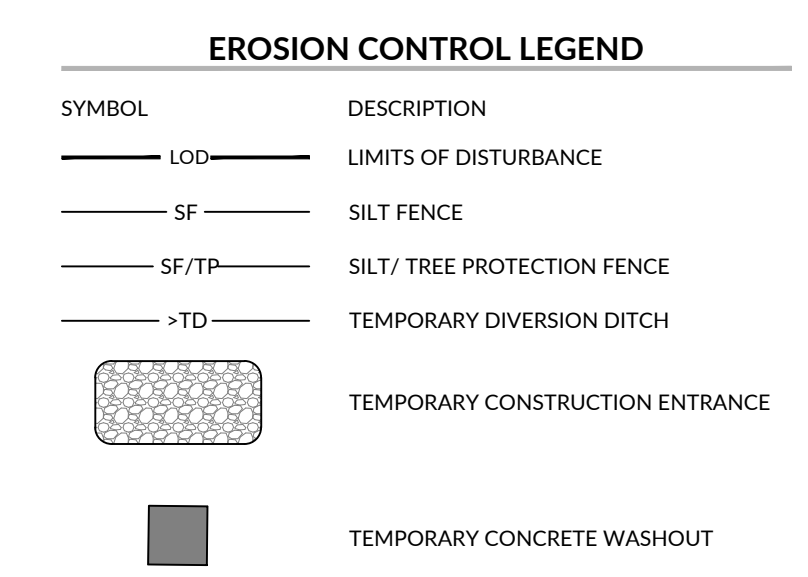 EROSION CONTROL LEGEND
SYMBOL DESCRIPTION
LOD LIMITS OF DISTURBANCE
SF SILT FENCE
SF/TP SILT/ TREE PROTECTION FENCE
>TD TEMPORARY DIVERSION DITCH
TEMPORARY CONSTRUCTION ENTRANCE
TEMPORARY CONCRETE WASHOUT